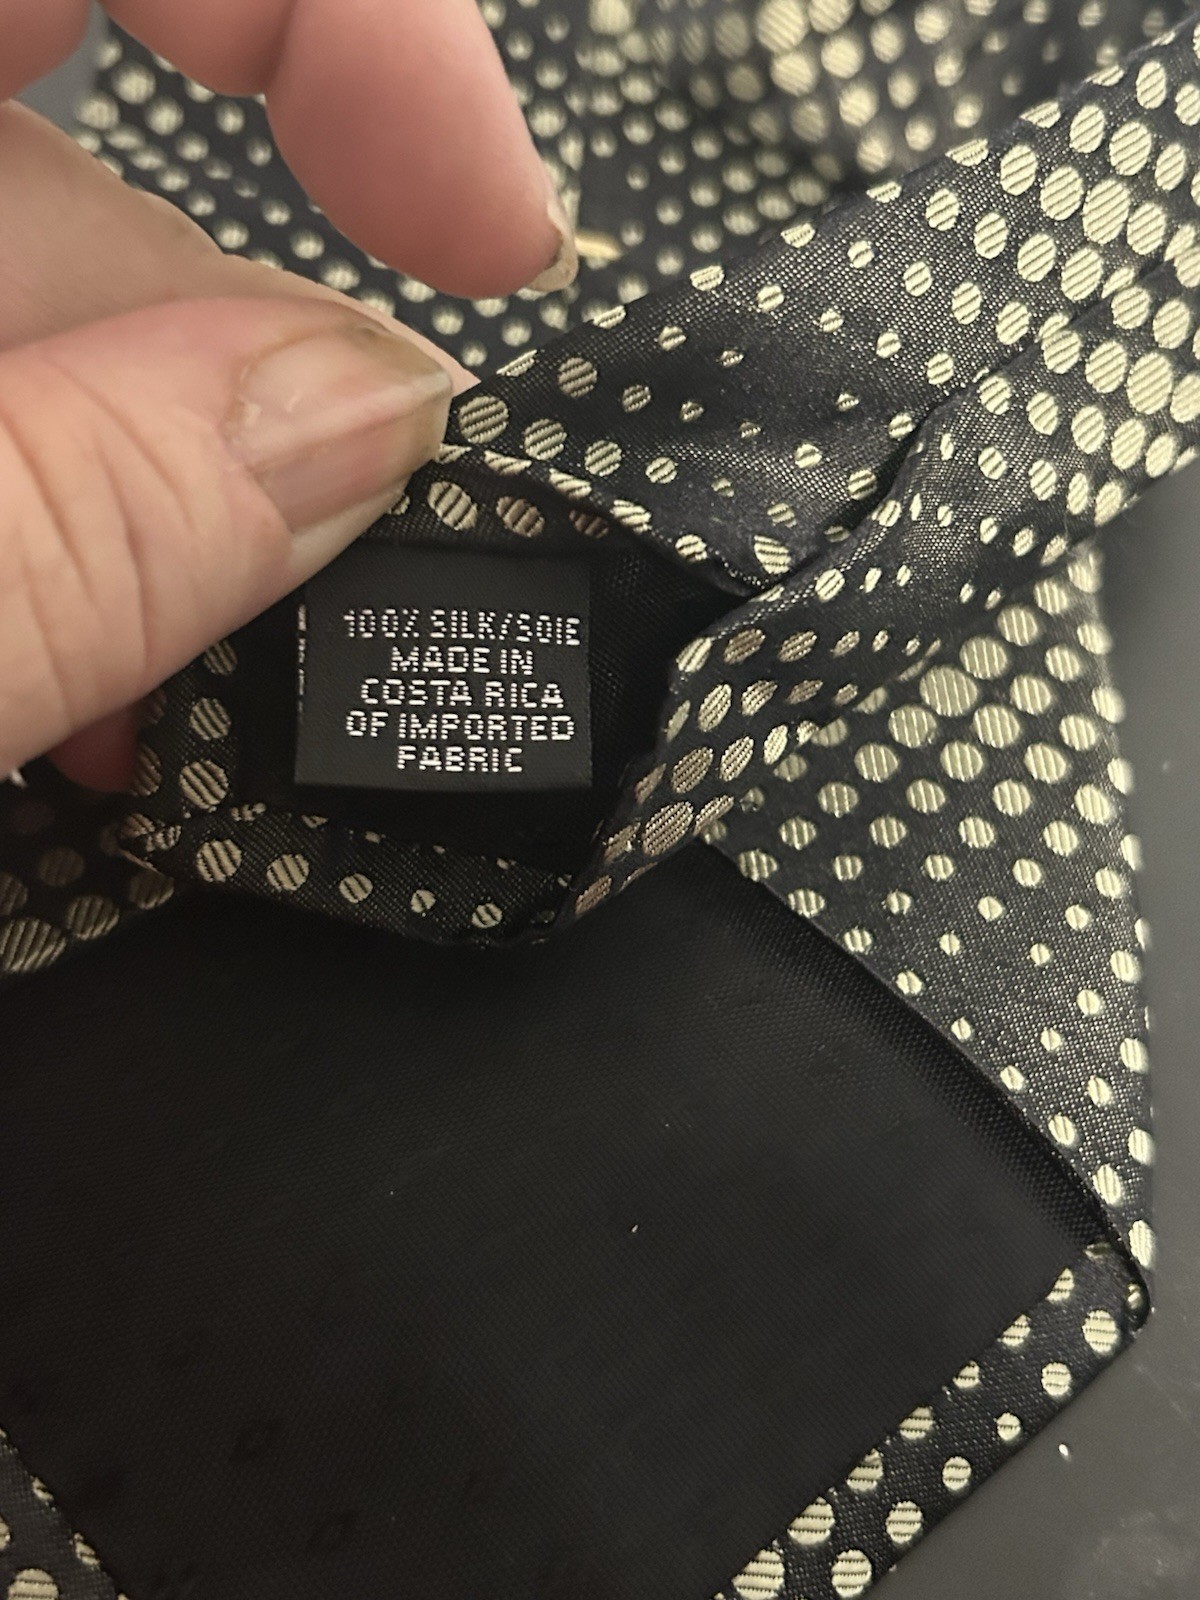 100% SILK/SOIE
MADE IN
COSTA RICA
OF IMPORTED
FABRIC